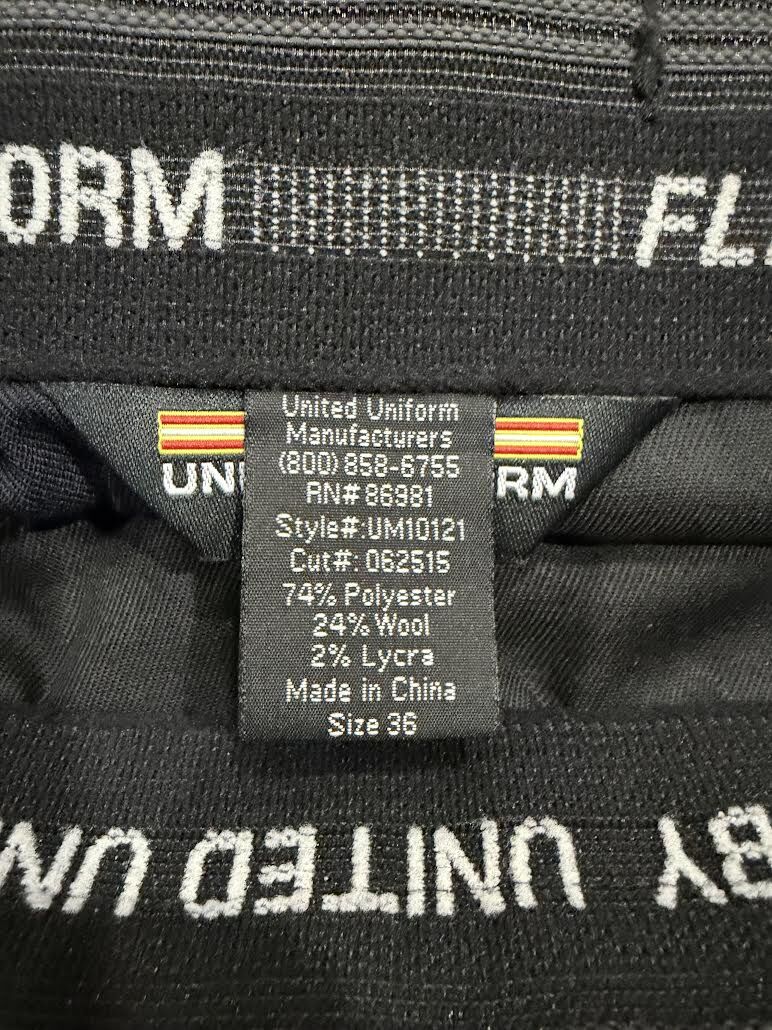 ORM FL
UNI RM
United Uniform
Manufacturers
(800) 858-6755
RN# 86981
Style#:UM10121
Cut#: 062515
74% Polyester
24% Wool
2% Lycra
Made in China
Size 36
BY UNITED UN